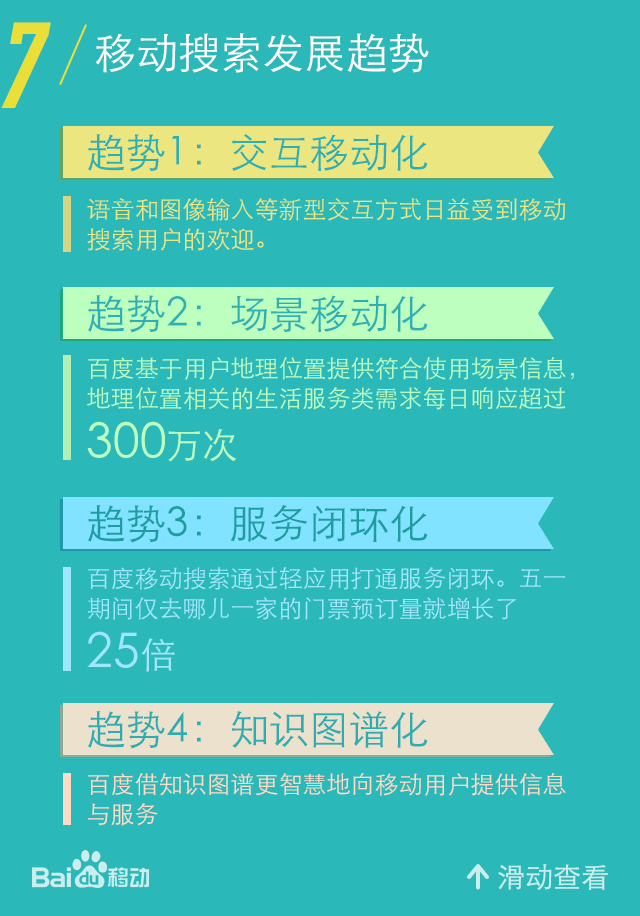 7 / 移动搜索发展趋势
趋势1：交互移动化
语音和图像输入等新型交互方式日益受到移动
搜索用户的欢迎。
趋势2：场景移动化
百度基于用户地理位置提供符合使用场景信息，
地理位置相关的生活服务类需求每日响应超过
300万次
趋势3：服务闭环化
百度移动搜索通过轻应用打通服务闭环。五一
期间仅去哪儿一家的门票预订量就增长了
25倍
趋势4：知识图谱化
百度借知识图谱更智慧地向移动用户提供信息
与服务
Bai du 移动
滑动查看